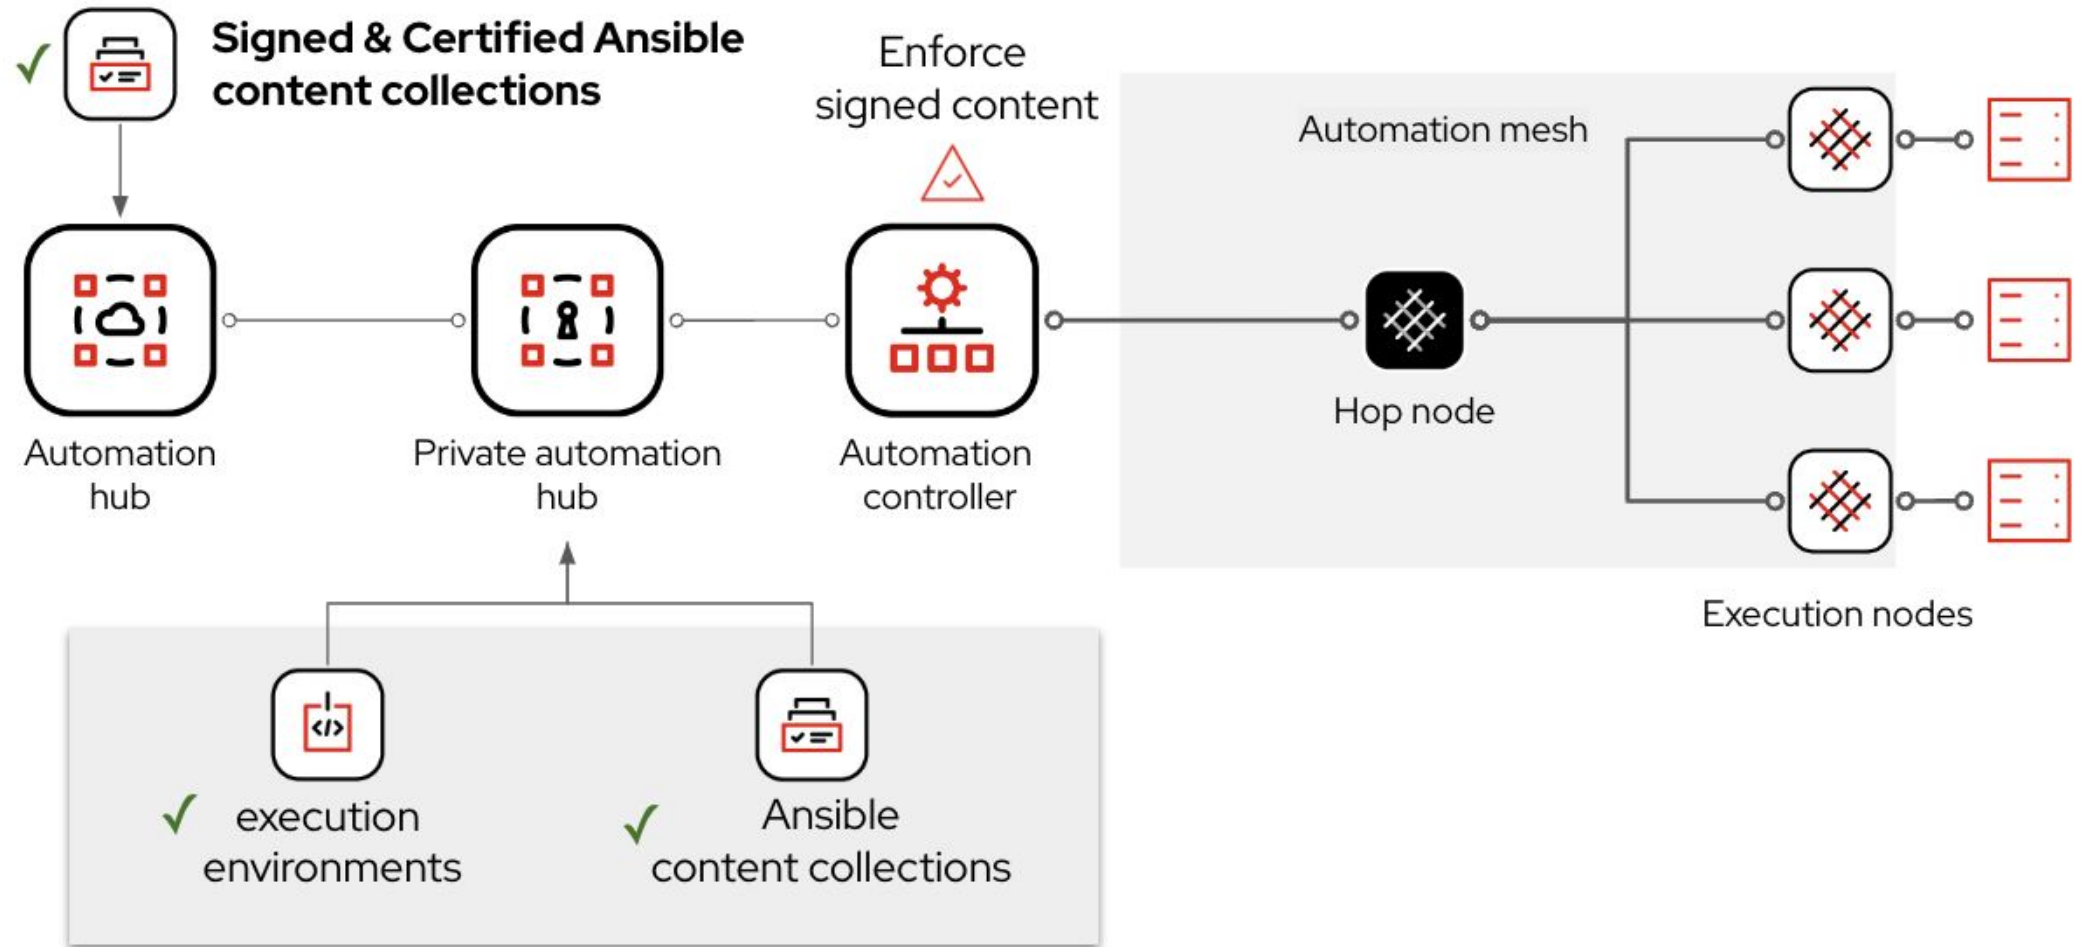 Signed & Certified Ansible
content collections
Enforce
signed content
Automation mesh
Hop node
Automation
hub
Private automation
hub
Automation
controller
Execution nodes
</>
execution
environments
Ansible
content collections